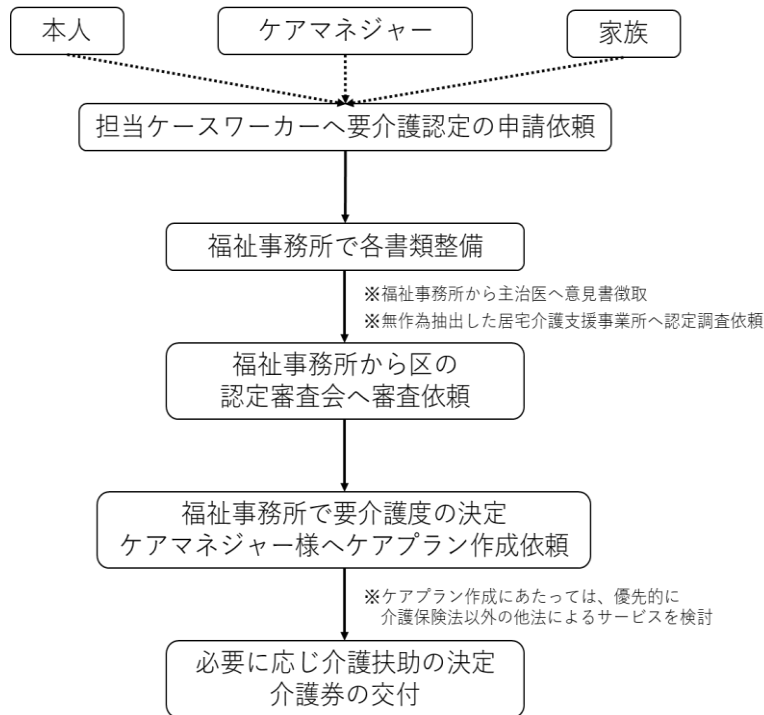 本人
ケアマネジャー
家族
担当ケースワーカーへ要介護認定の申請依頼
福祉事務所で各書類整備
※福祉事務所から主治医へ意見書徴取
※無作為抽出した居宅介護支援事業所へ認定調査依頼
福祉事務所から区の
認定審査会へ審査依頼
福祉事務所で要介護度の決定
ケアマネジャー様へケアプラン作成依頼
※ケアプラン作成にあたっては、優先的に
介護保険法以外の他法によるサービスを検討
必要に応じ介護扶助の決定
介護券の交付